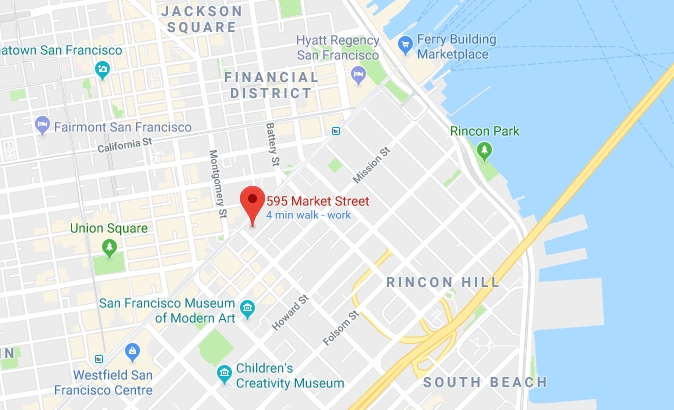 JACKSON
SQUARE
Hyatt Regency
San Francisco
Ferry Building
Marketplace
natown San Francisco
FINANCIAL
DISTRICT
Fairmont San Francisco
California St
Battery St
Montgomery St
Mission St
Rincon Park
595 Market Street
4 min walk - work
Union Square
RINCON HILL
San Francisco Museum
of Modern Art
Howard St
Folsom St
IN
Westfield San
Francisco Centre
Children's
Creativity Museum
SOUTH BEACH